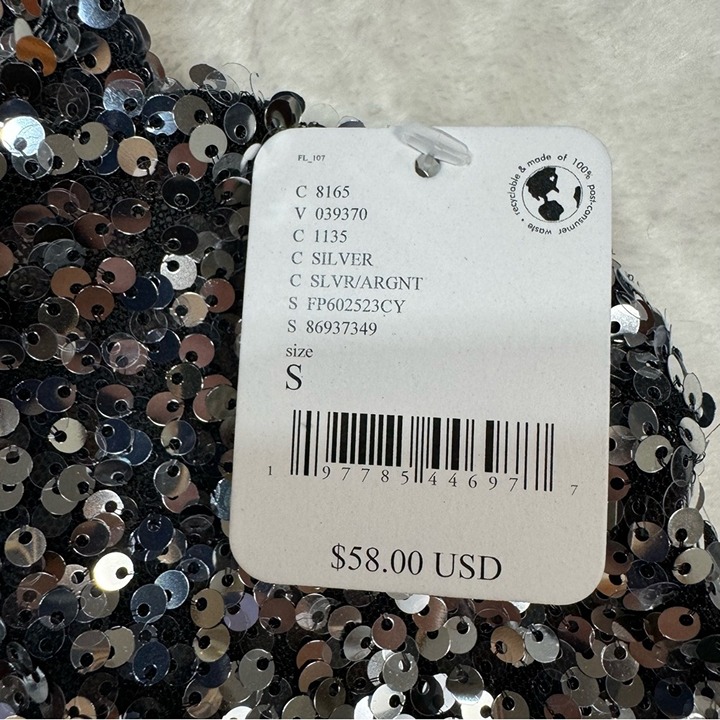 FL_107
recyclable & made of 100% post-consumer waste •
C 8165
V 039370
C 1135
C SILVER
C SLVR/ARGNT
S FP602523CY
S 86937349
size
S
1 97785 44697 7
$58.00 USD